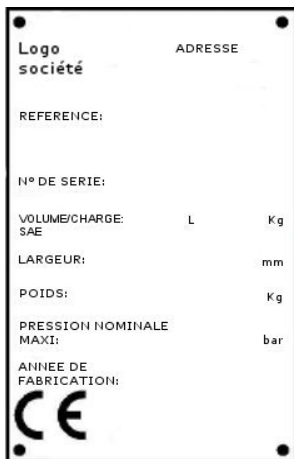 Logo ADRESSE
société
REFERENCE:
N° DE SERIE:
VOLUME/CHARGE: L Kg
SAE
LARGEUR: mm
POIDS: Kg
PRESSION NOMINALE
MAXI: bar
ANNEE DE
FABRICATION:
CE